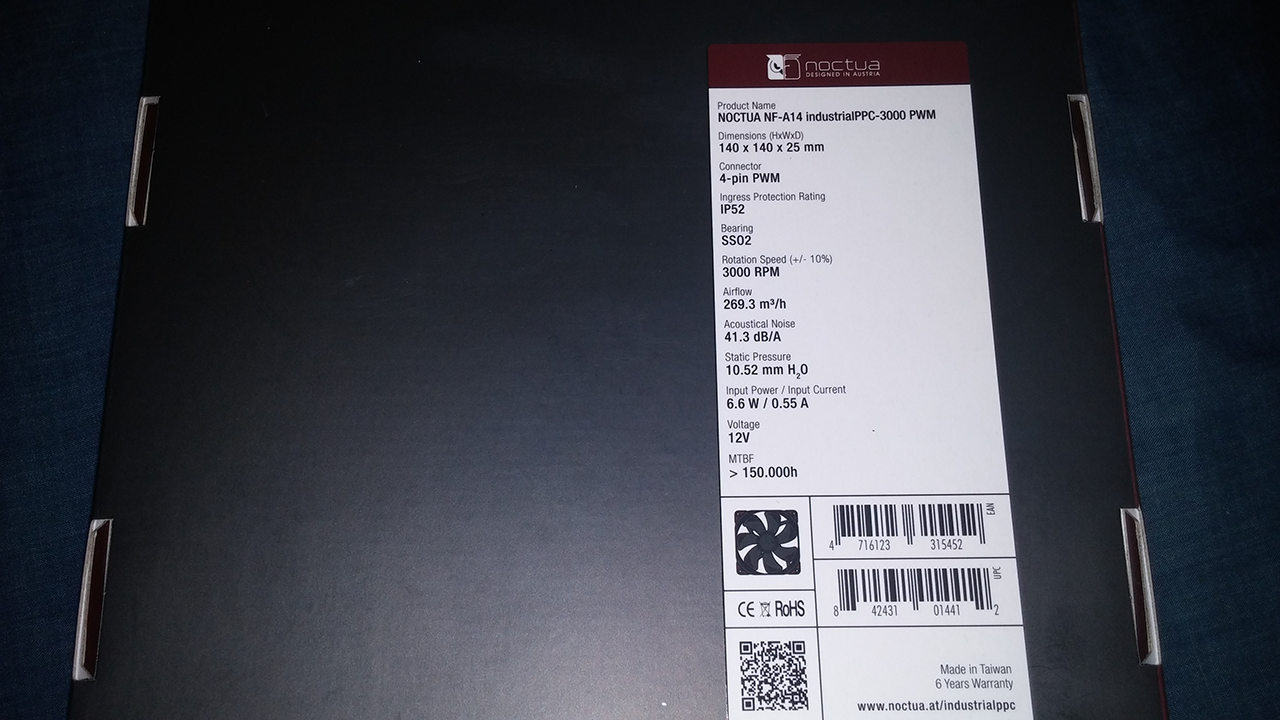 noctua
DESIGNED IN AUSTRIA
Product Name
NOCTUA NF-A14 industrialPPC-3000 PWM
Dimensions (HxWxD)
140 x 140 x 25 mm
Connector
4-pin PWM
Ingress Protection Rating
IP52
Bearing
SSO2
Rotation Speed (+/- 10%)
3000 RPM
Airflow
269.3 m³/h
Acoustical Noise
41.3 dB/A
Static Pressure
10.52 mm H₂O
Input Power / Input Current
6.6 W / 0.55 A
Voltage
12V
MTBF
> 150.000h
EAN
4 716123 315452
UPC
8 42431 01441 2
CE RoHS
Made in Taiwan
6 Years Warranty
www.noctua.at/industrialppc